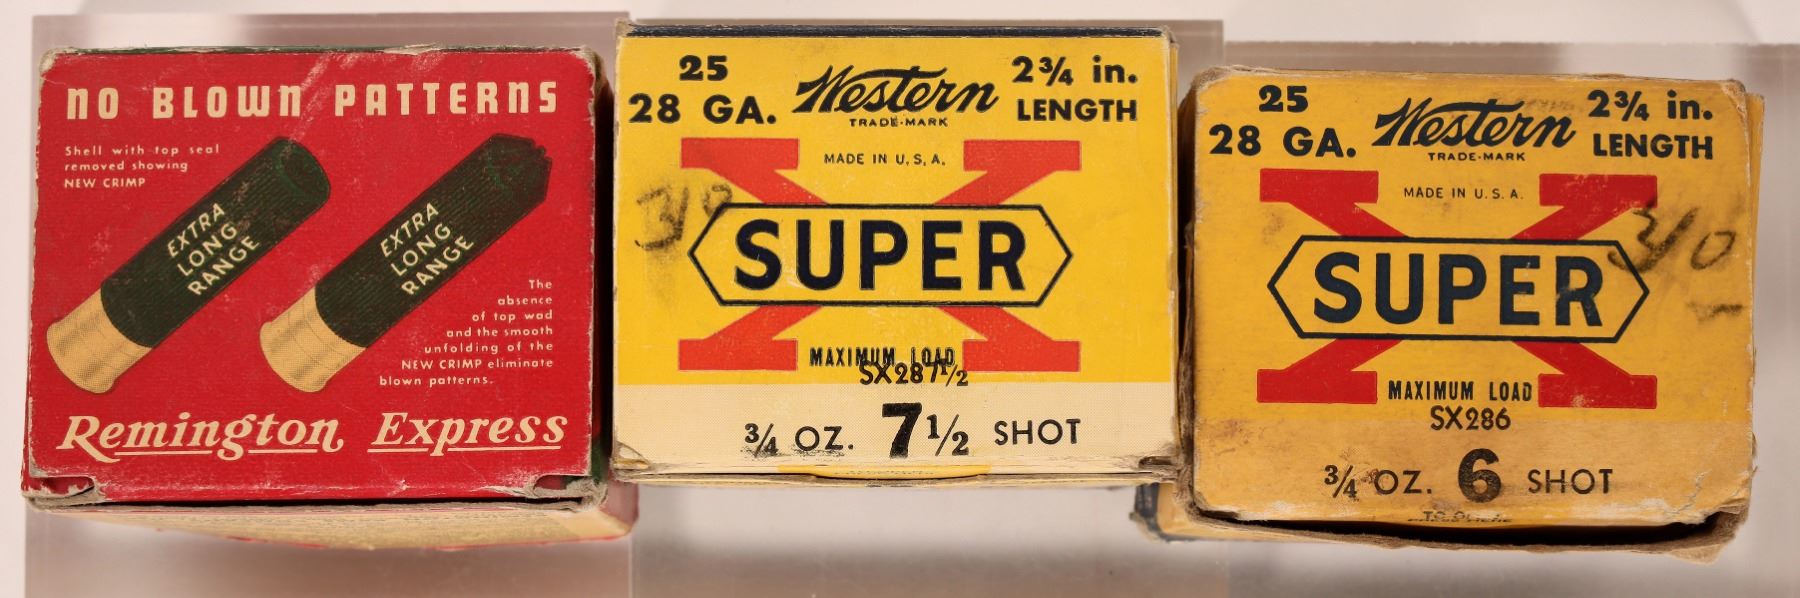 NO BLOWN PATTERNS
Shell with top seal
removed showing
NEW CRIMP
EXTRA
LONG
RANGE
EXTRA
LONG
RANGE
The
absence
of top wad
and the smooth
unfolding of the
NEW CRIMP eliminate
blown patterns.
Remington Express
25
28 GA.
Western
TRADE-MARK
2¾ in.
LENGTH
MADE IN U.S.A.
SUPER
X
MAXIMUM LOAD
SX287½
¾ OZ. 7½ SHOT
25
28 GA.
Western
TRADE-MARK
2¾ in.
LENGTH
MADE IN U.S.A.
SUPER
X
MAXIMUM LOAD
SX286
¾ OZ. 6 SHOT